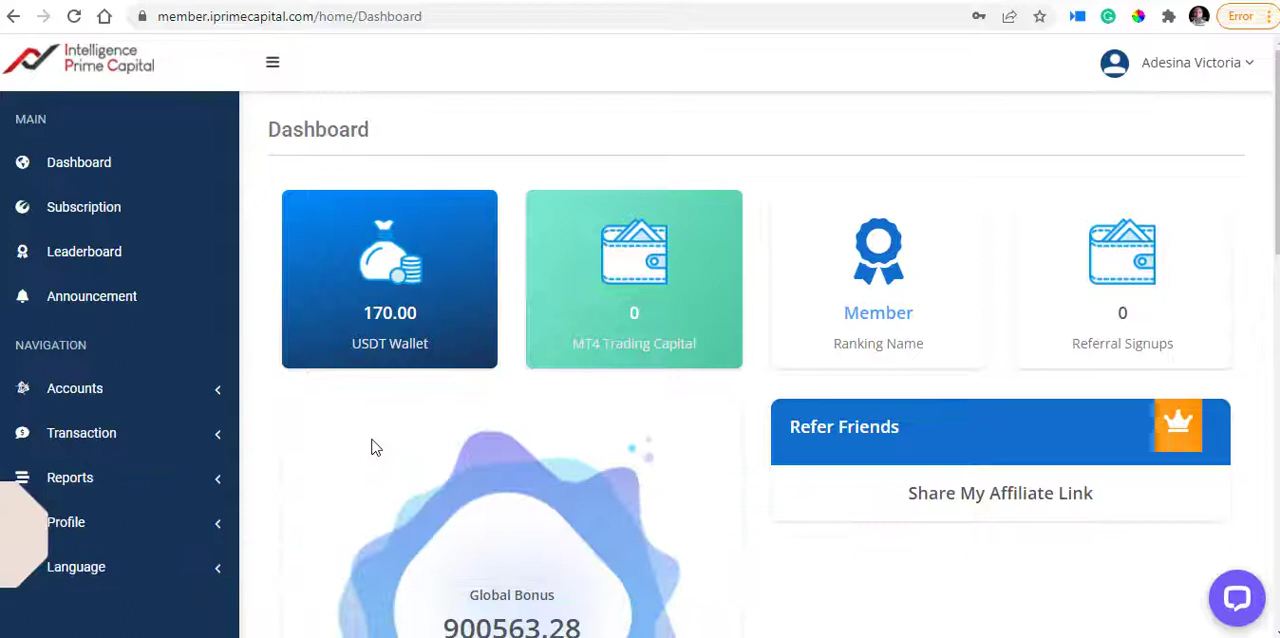 member.iprimecapital.com/home/Dashboard
Error
Intelligence
Prime Capital
Adesina Victoria
MAIN
Dashboard
Subscription
Leaderboard
Announcement
NAVIGATION
Accounts
Transaction
Reports
Profile
Language
Dashboard
170.00
USDT Wallet
0
MT4 Trading Capital
Member
Ranking Name
0
Referral Signups
Refer Friends
Share My Affiliate Link
Global Bonus
900563.28